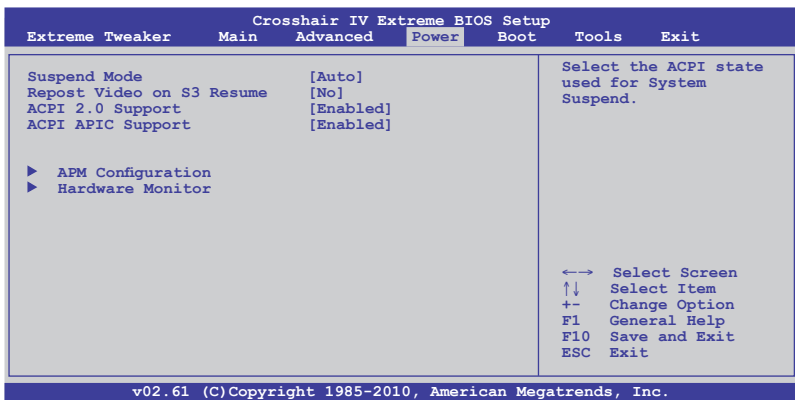 Crosshair IV Extreme BIOS Setup
Extreme Tweaker Main Advanced Power Boot Tools Exit
Suspend Mode [Auto]
Repost Video on S3 Resume [No]
ACPI 2.0 Support [Enabled]
ACPI APIC Support [Enabled]
▶ APM Configuration
▶ Hardware Monitor
Select the ACPI state
used for System
Suspend.
←→ Select Screen
↑↓ Select Item
+- Change Option
F1 General Help
F10 Save and Exit
ESC Exit
v02.61 (C)Copyright 1985-2010, American Megatrends, Inc.